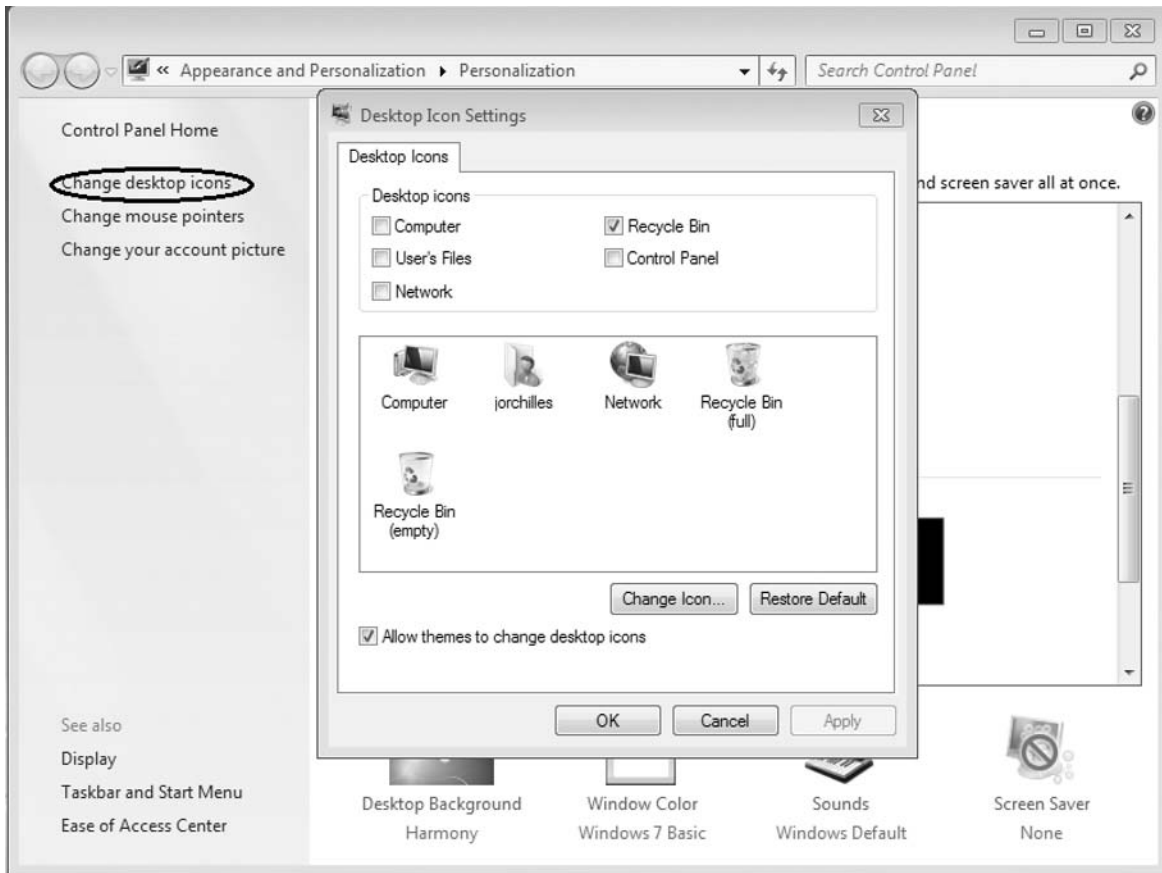 « Appearance and Personalization ▸ Personalization
Search Control Panel
Control Panel Home
Change desktop icons
Change mouse pointers
Change your account picture
Desktop Icon Settings
Desktop Icons
Desktop icons
Computer
Recycle Bin
User's Files
Control Panel
Network
Computer
jorchilles
Network
Recycle Bin
(full)
Recycle Bin
(empty)
Change Icon...
Restore Default
Allow themes to change desktop icons
OK
Cancel
Apply
screen saver all at once.
See also
Display
Taskbar and Start Menu
Ease of Access Center
Desktop Background
Harmony
Window Color
Windows 7 Basic
Sounds
Windows Default
Screen Saver
None